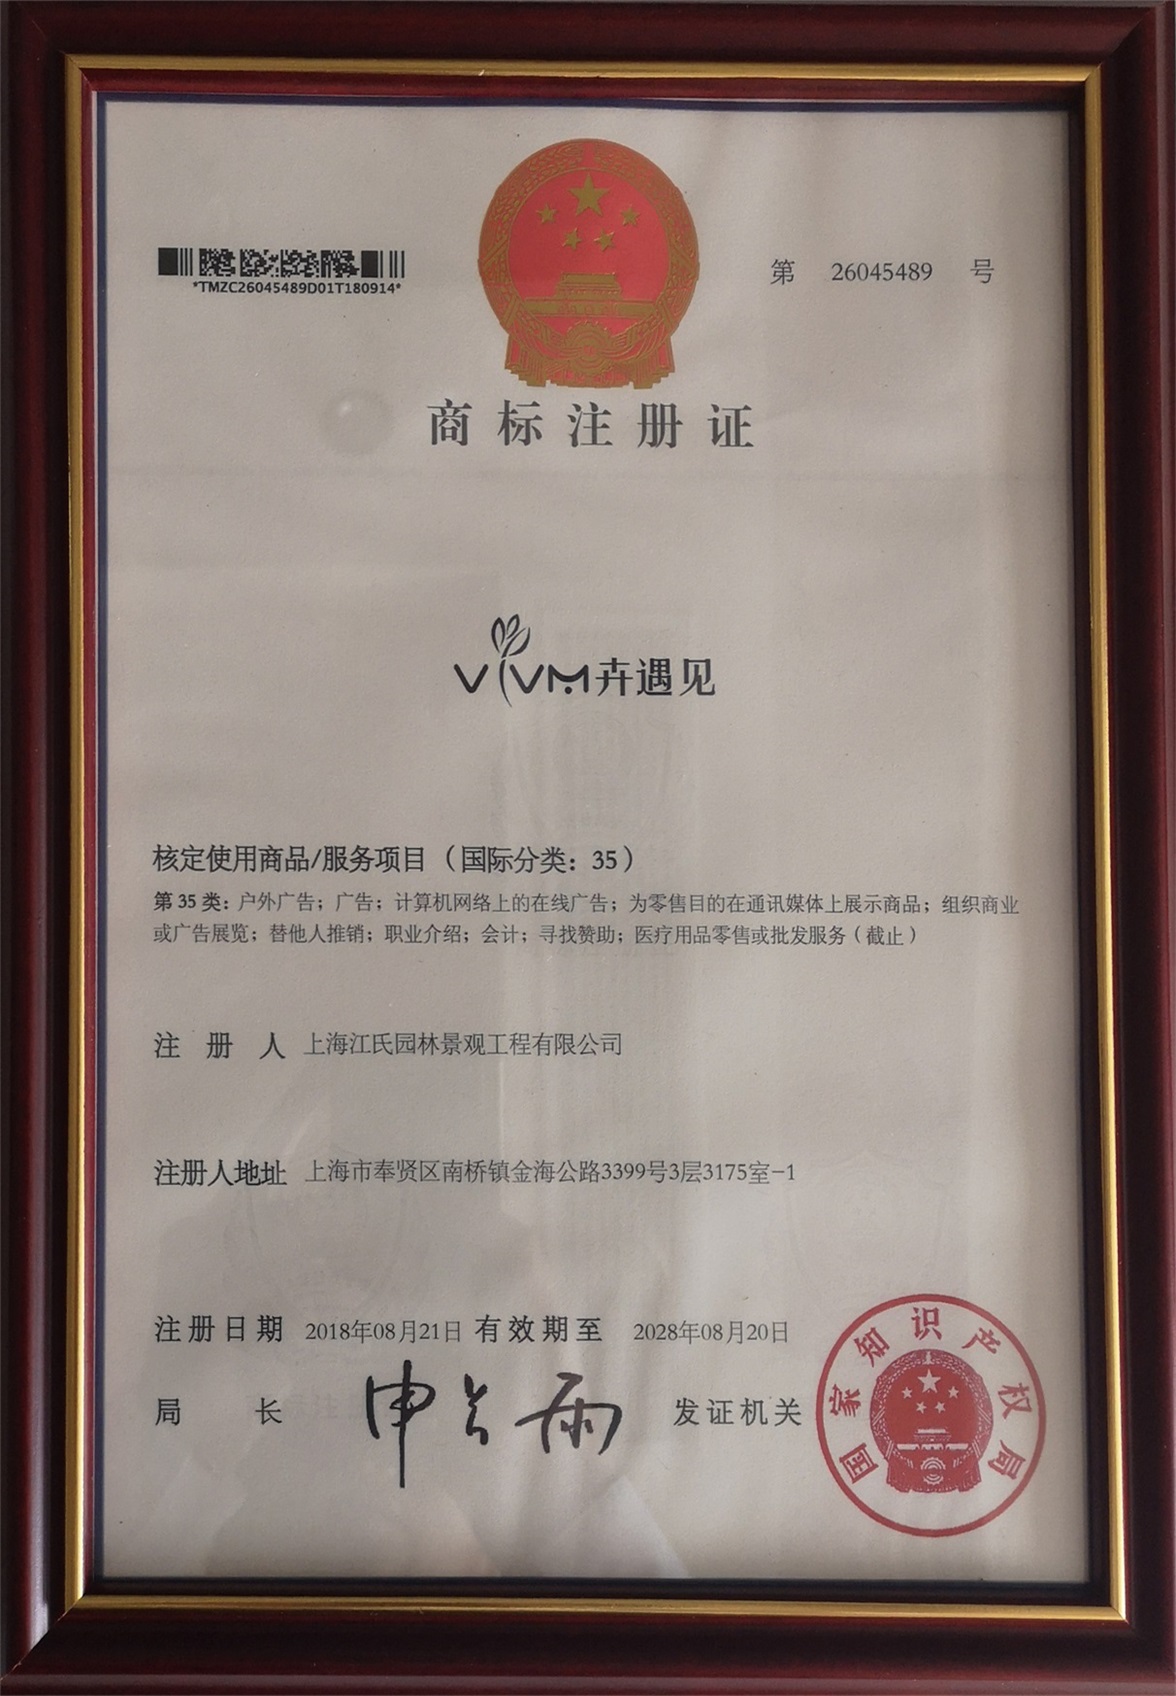 *TMZC26045489D01T180914*
第 26045489 号
商标注册证
VIVM卉遇见
核定使用商品/服务项目（国际分类：35）
第 35 类：户外广告；广告；计算机网络上的在线广告；为零售目的在通讯媒体上展示商品；组织商业
或广告展览；替他人推销；职业介绍；会计；寻找赞助；医疗用品零售或批发服务（截止）
注 册 人 上海江氏园林景观工程有限公司
注册人地址 上海市奉贤区南桥镇金海公路3399号3层3175室-1
注册日期 2018年08月21日 有效期至 2028年08月20日
局 长 申长雨 发证机关
国家知识产权局